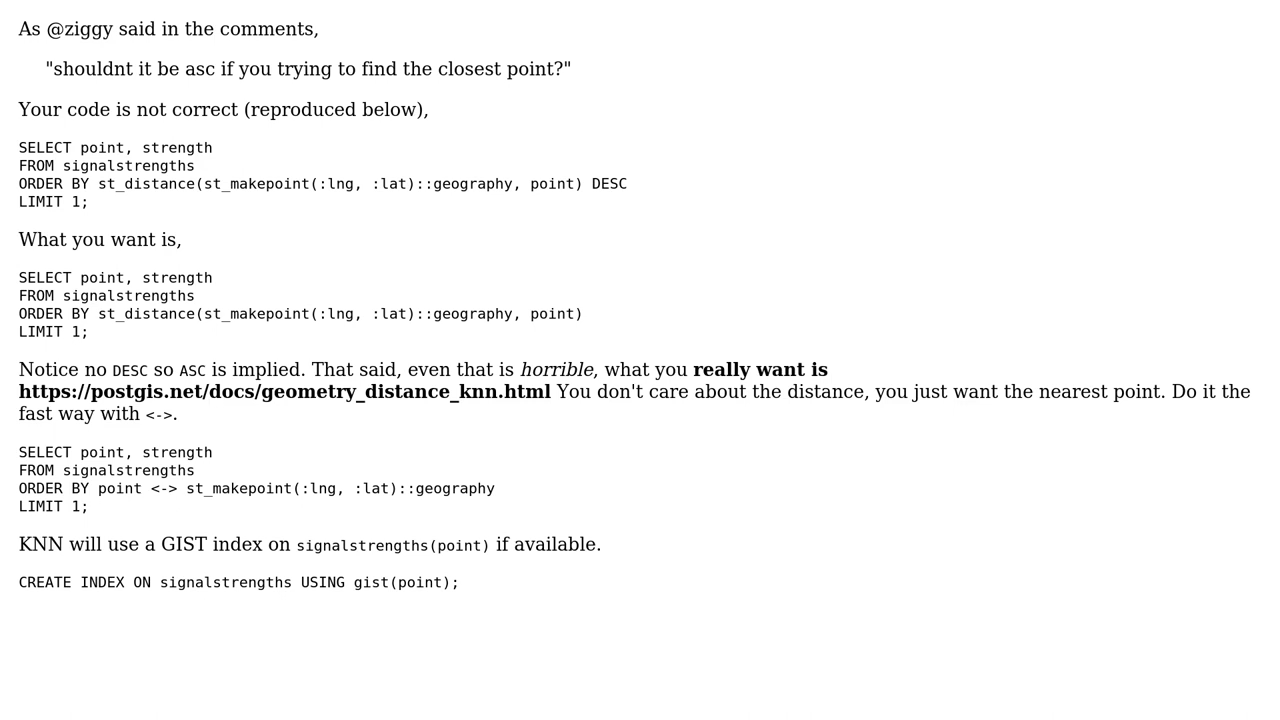 As @ziggy said in the comments,
"shouldnt it be asc if you trying to find the closest point?"
Your code is not correct (reproduced below),
SELECT point, strength
FROM signalstrengths
ORDER BY st_distance(st_makepoint(:lng, :lat)::geography, point) DESC
LIMIT 1;
What you want is,
SELECT point, strength
FROM signalstrengths
ORDER BY st_distance(st_makepoint(:lng, :lat)::geography, point)
LIMIT 1;
Notice no DESC so ASC is implied. That said, even that is horrible, what you really want is
https://postgis.net/docs/geometry_distance_knn.html You don't care about the distance, you just want the nearest point. Do it the
fast way with <->.
SELECT point, strength
FROM signalstrengths
ORDER BY point <-> st_makepoint(:lng, :lat)::geography
LIMIT 1;
KNN will use a GIST index on signalstrengths(point) if available.
CREATE INDEX ON signalstrengths USING gist(point);